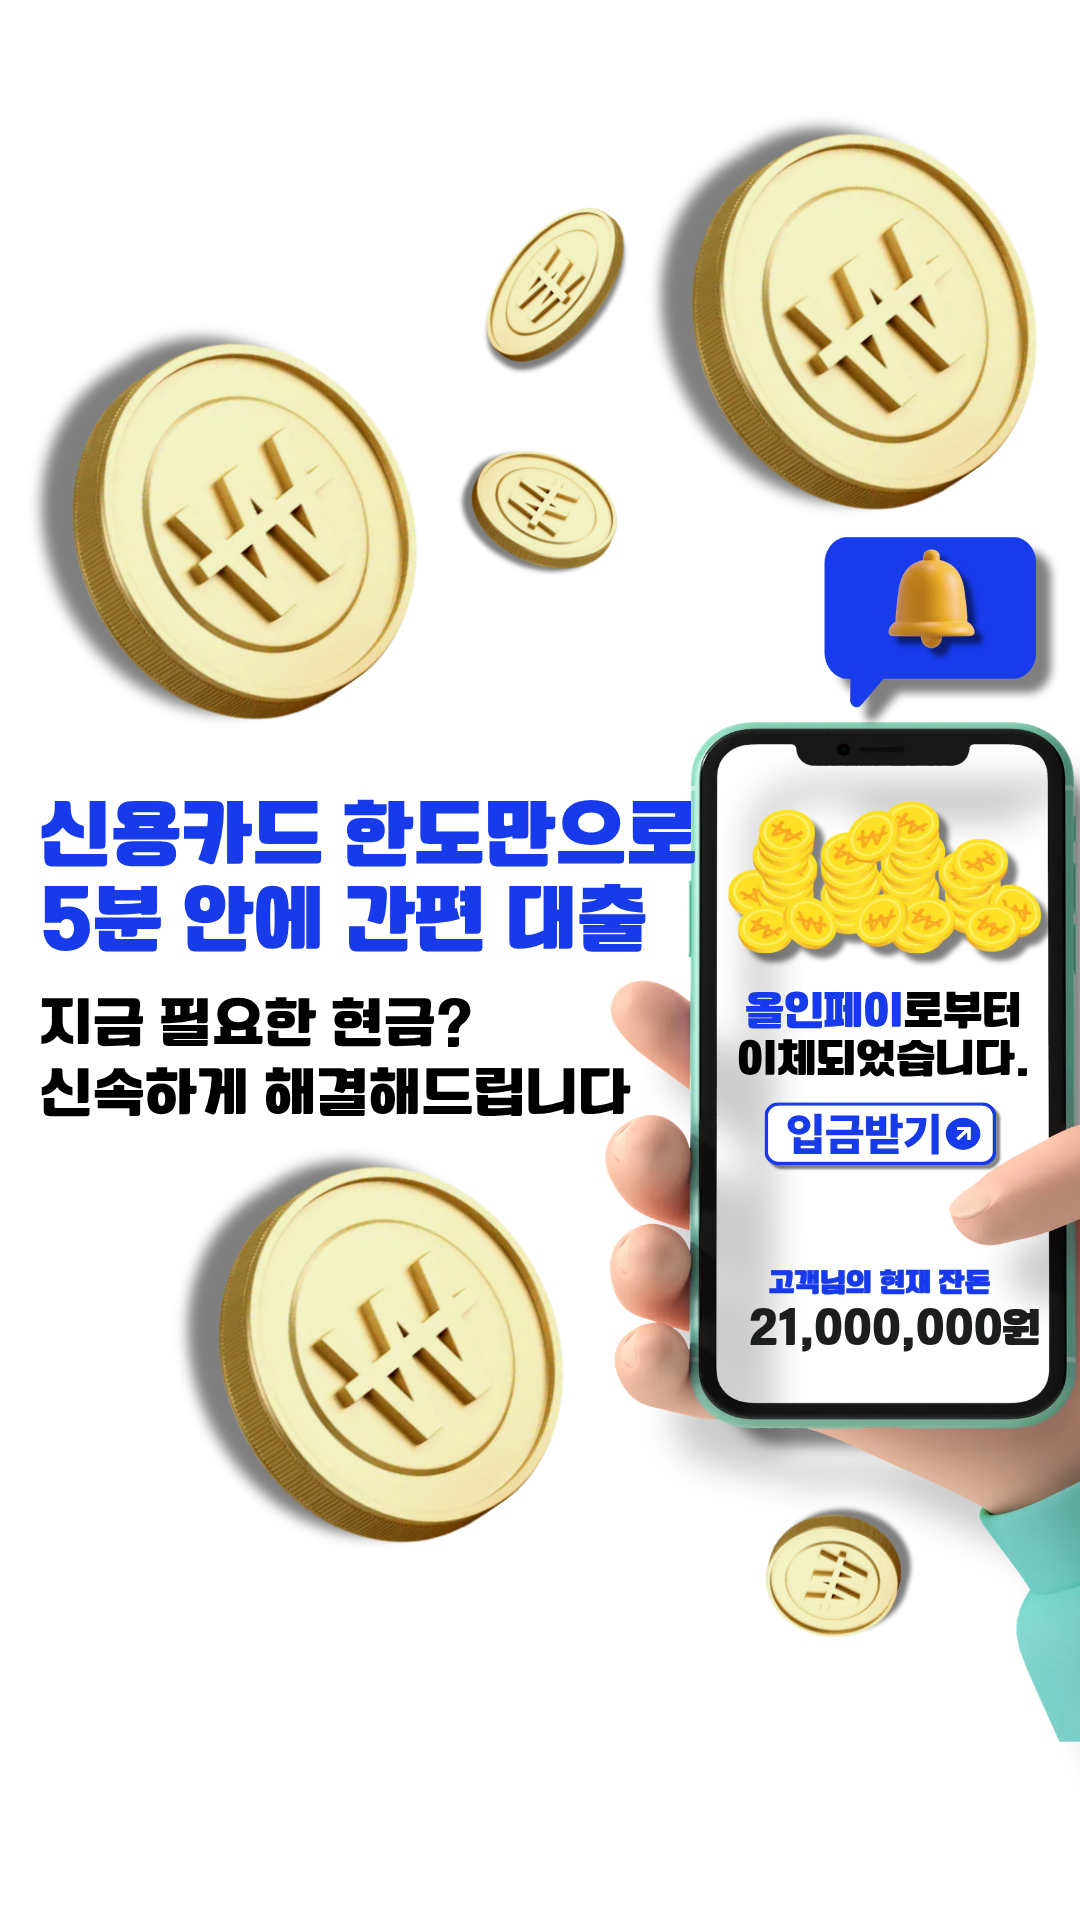 신용카드 한도만으로
5분 안에 간편 대출
지금 필요한 현금?
신속하게 해결해드립니다
올인페이로부터
이체되었습니다.
입금받기
고객님의 현재 잔돈
21,000,000원